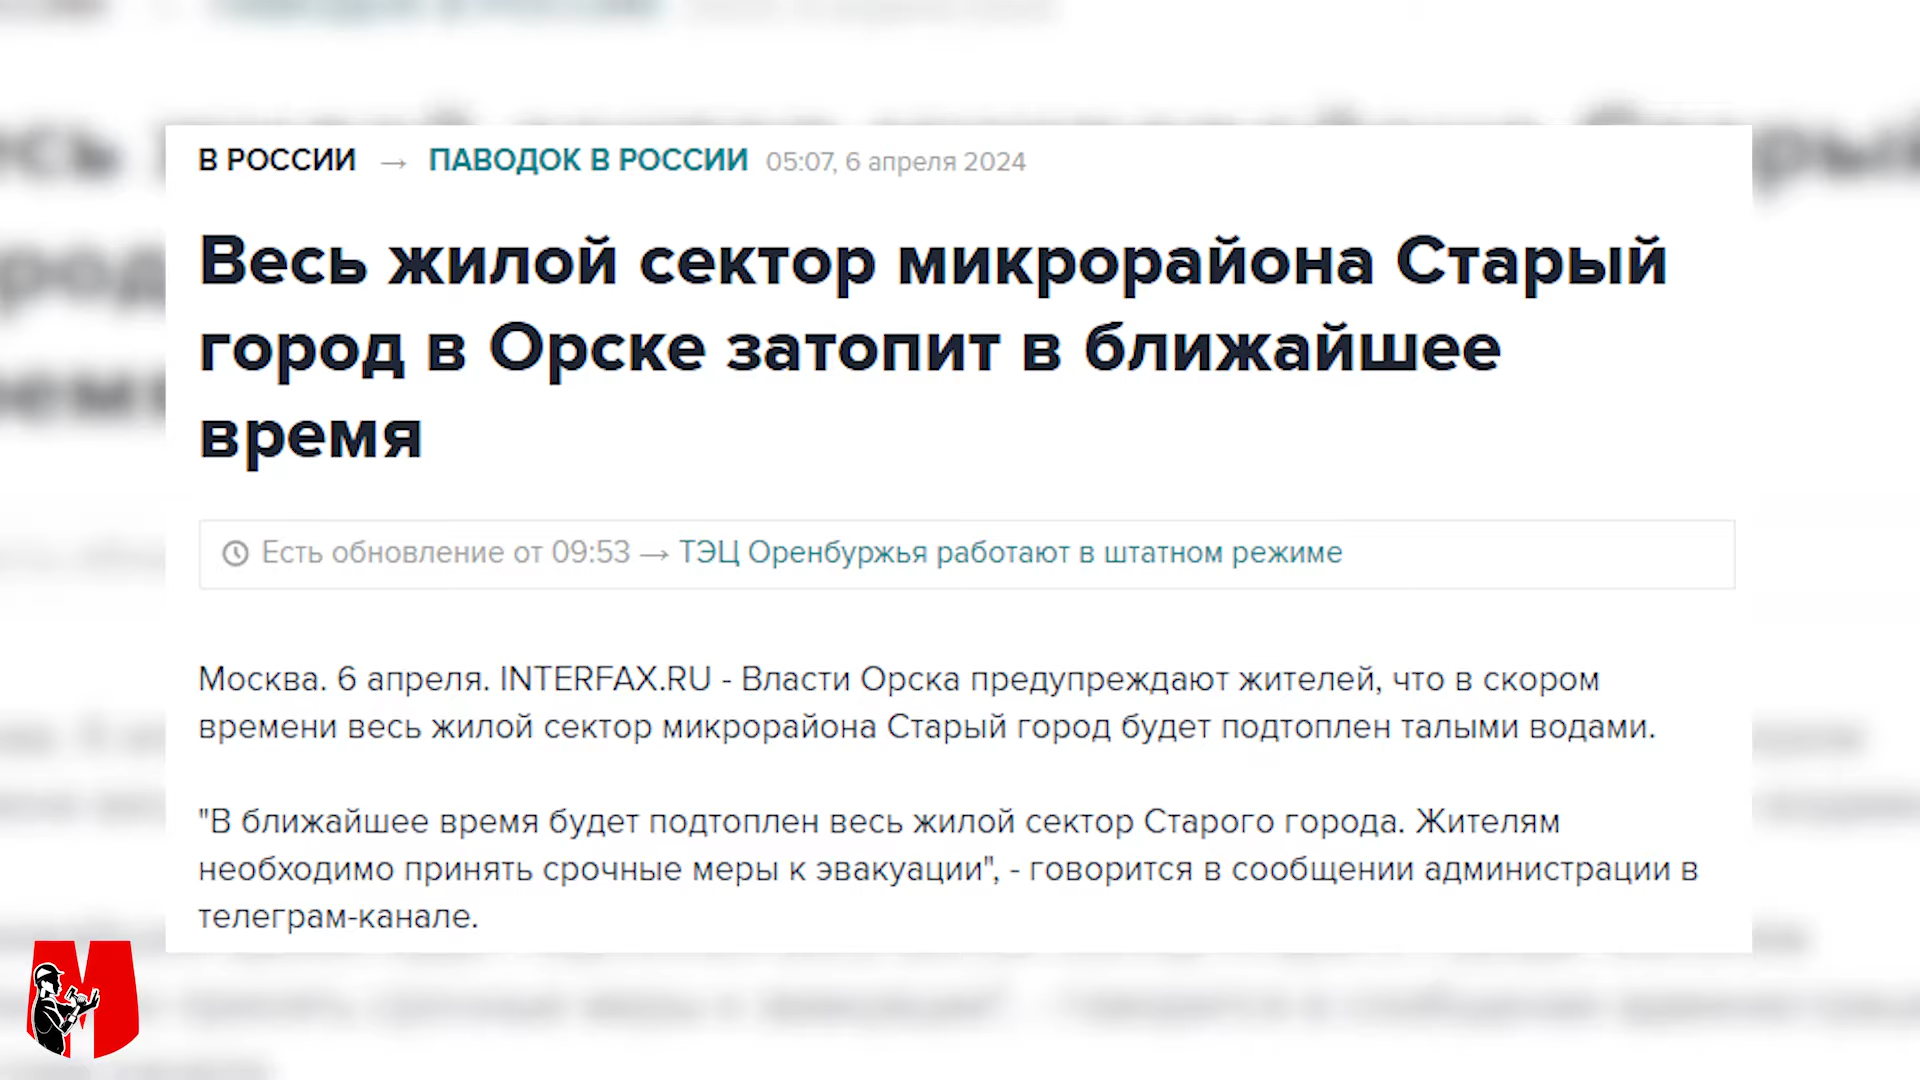 В РОССИИ → ПАВОДОК В РОССИИ 05:07, 6 апреля 2024
Весь жилой сектор микрорайона Старый
город в Орске затопит в ближайшее
время
Есть обновление от 09:53 → ТЭЦ Оренбуржья работают в штатном режиме
Москва. 6 апреля. INTERFAX.RU - Власти Орска предупреждают жителей, что в скором
времени весь жилой сектор микрорайона Старый город будет подтоплен талыми водами.
"В ближайшее время будет подтоплен весь жилой сектор Старого города. Жителям
необходимо принять срочные меры к эвакуации", - говорится в сообщении администрации в
телеграм-канале.
М